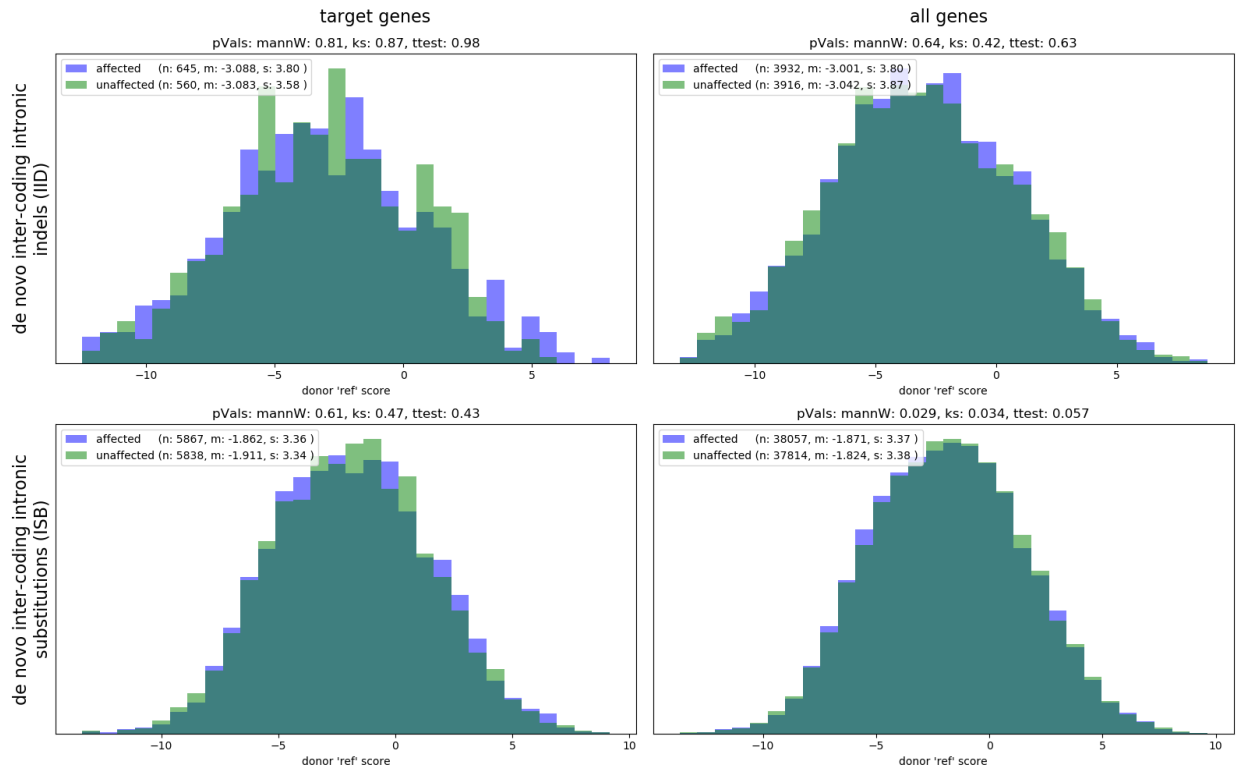 target genes
all genes
pVals: mannW: 0.81, ks: 0.87, ttest: 0.98
pVals: mannW: 0.64, ks: 0.42, ttest: 0.63
de novo inter-coding intronic
indels (IID)
affected (n: 645, m: -3.088, s: 3.80 )
unaffected (n: 560, m: -3.083, s: 3.58 )
affected (n: 3932, m: -3.001, s: 3.80 )
unaffected (n: 3916, m: -3.042, s: 3.87 )
−10 −5 0 5
−10 −5 0 5
donor 'ref' score
donor 'ref' score
pVals: mannW: 0.61, ks: 0.47, ttest: 0.43
pVals: mannW: 0.029, ks: 0.034, ttest: 0.057
de novo inter-coding intronic
substitutions (ISB)
affected (n: 5867, m: -1.862, s: 3.36 )
unaffected (n: 5838, m: -1.911, s: 3.34 )
affected (n: 38057, m: -1.871, s: 3.37 )
unaffected (n: 37814, m: -1.824, s: 3.38 )
−10 −5 0 5 10
−10 −5 0 5 10
donor 'ref' score
donor 'ref' score